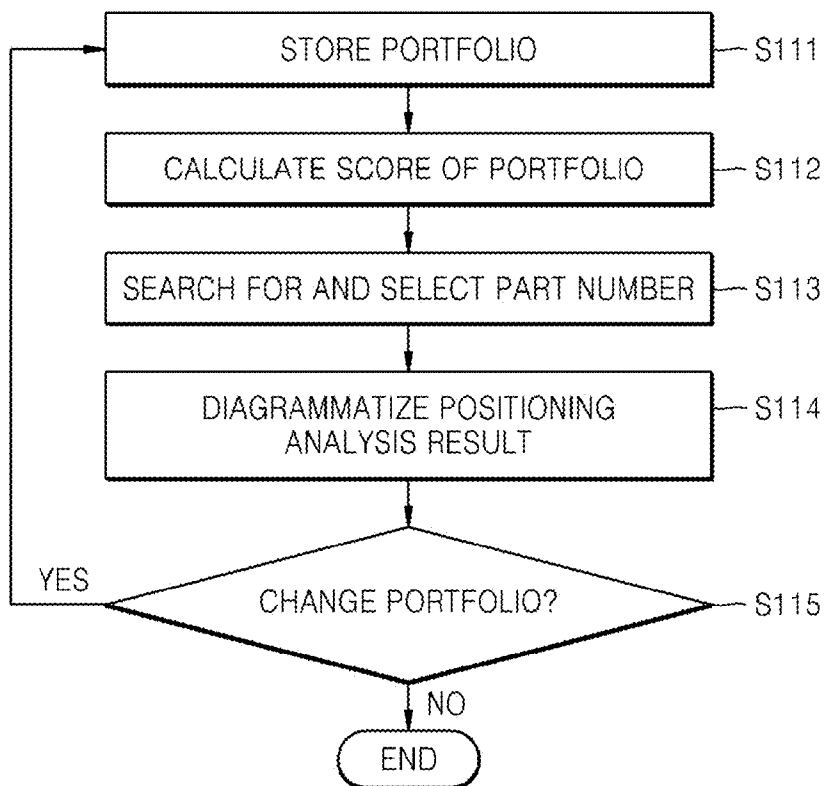 STORE PORTFOLIO
S111
CALCULATE SCORE OF PORTFOLIO
S112
SEARCH FOR AND SELECT PART NUMBER
S113
DIAGRAMMATIZE POSITIONING
ANALYSIS RESULT
S114
YES
CHANGE PORTFOLIO?
S115
NO
END